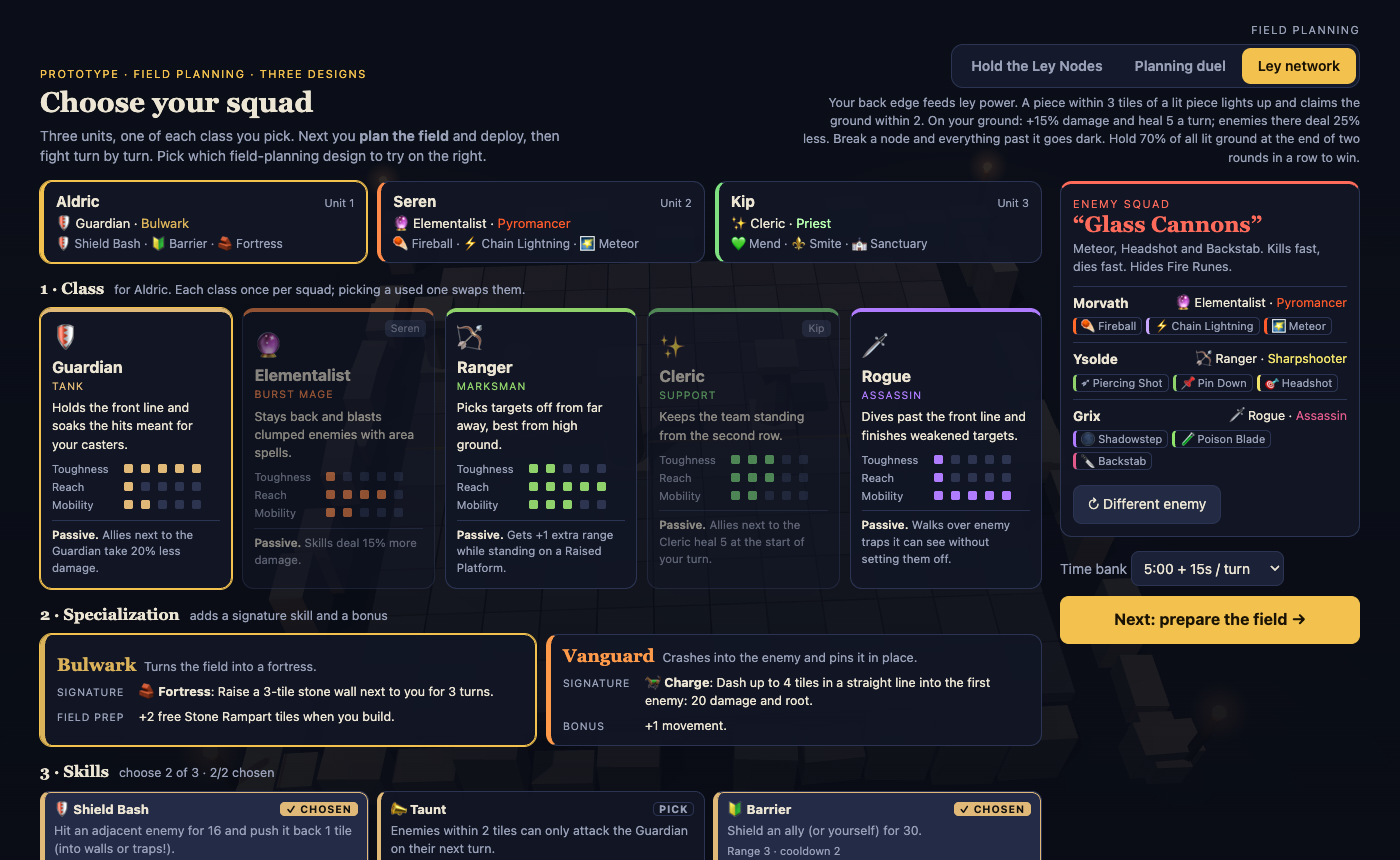 FIELD PLANNING
Hold the Ley Nodes
Planning duel
Ley network
Your back edge feeds ley power. A piece within 3 tiles of a lit piece lights up and claims the
ground within 2. On your ground: +15% damage and heal 5 a turn; enemies there deal 25%
less. Break a node and everything past it goes dark. Hold 70% of all lit ground at the end of two
rounds in a row to win.
PROTOTYPE · FIELD PLANNING · THREE DESIGNS
Choose your squad
Three units, one of each class you pick. Next you plan the field and deploy, then
fight turn by turn. Pick which field-planning design to try on the right.
Aldric
Unit 1
Guardian · Bulwark
Shield Bash · Barrier · Fortress
Seren
Unit 2
Elementalist · Pyromancer
Fireball · Chain Lightning · Meteor
Kip
Unit 3
Cleric · Priest
Mend · Smite · Sanctuary
1 · Class for Aldric. Each class once per squad; picking a used one swaps them.
Guardian
TANK
Holds the front line and
soaks the hits meant for
your casters.
Toughness
Reach
Mobility
Passive. Allies next to the
Guardian take 20% less
damage.
Seren
Elementalist
BURST MAGE
Stays back and blasts
clumped enemies with area
spells.
Toughness
Reach
Mobility
Passive. Skills deal 15% more
damage.
Ranger
MARKSMAN
Picks targets off from far
away, best from high
ground.
Toughness
Reach
Mobility
Passive. Gets +1 extra range
while standing on a Raised
Platform.
Kip
Cleric
SUPPORT
Keeps the team standing
from the second row.
Toughness
Reach
Mobility
Passive. Allies next to the
Cleric heal 5 at the start of
your turn.
Rogue
ASSASSIN
Dives past the front line and
finishes weakened targets.
Toughness
Reach
Mobility
Passive. Walks over enemy
traps it can see without
setting them off.
2 · Specialization adds a signature skill and a bonus
Bulwark Turns the field into a fortress.
SIGNATURE Fortress: Raise a 3-tile stone wall next to you for 3 turns.
FIELD PREP +2 free Stone Rampart tiles when you build.
Vanguard Crashes into the enemy and pins it in place.
SIGNATURE Charge: Dash up to 4 tiles in a straight line into the first
enemy: 20 damage and root.
BONUS +1 movement.
3 · Skills choose 2 of 3 · 2/2 chosen
Shield Bash
✓ CHOSEN
Hit an adjacent enemy for 16 and push it back 1 tile
(into walls or traps!).
Taunt
PICK
Enemies within 2 tiles can only attack the Guardian
on their next turn.
Barrier
✓ CHOSEN
Shield an ally (or yourself) for 30.
Range 3 · cooldown 2
ENEMY SQUAD
“Glass Cannons”
Meteor, Headshot and Backstab. Kills fast,
dies fast. Hides Fire Runes.
Morvath
Elementalist · Pyromancer
Fireball
Chain Lightning
Meteor
Ysolde
Ranger · Sharpshooter
Piercing Shot
Pin Down
Headshot
Grix
Rogue · Assassin
Shadowstep
Poison Blade
Backstab
↻ Different enemy
Time bank
5:00 + 15s / turn
Next: prepare the field →